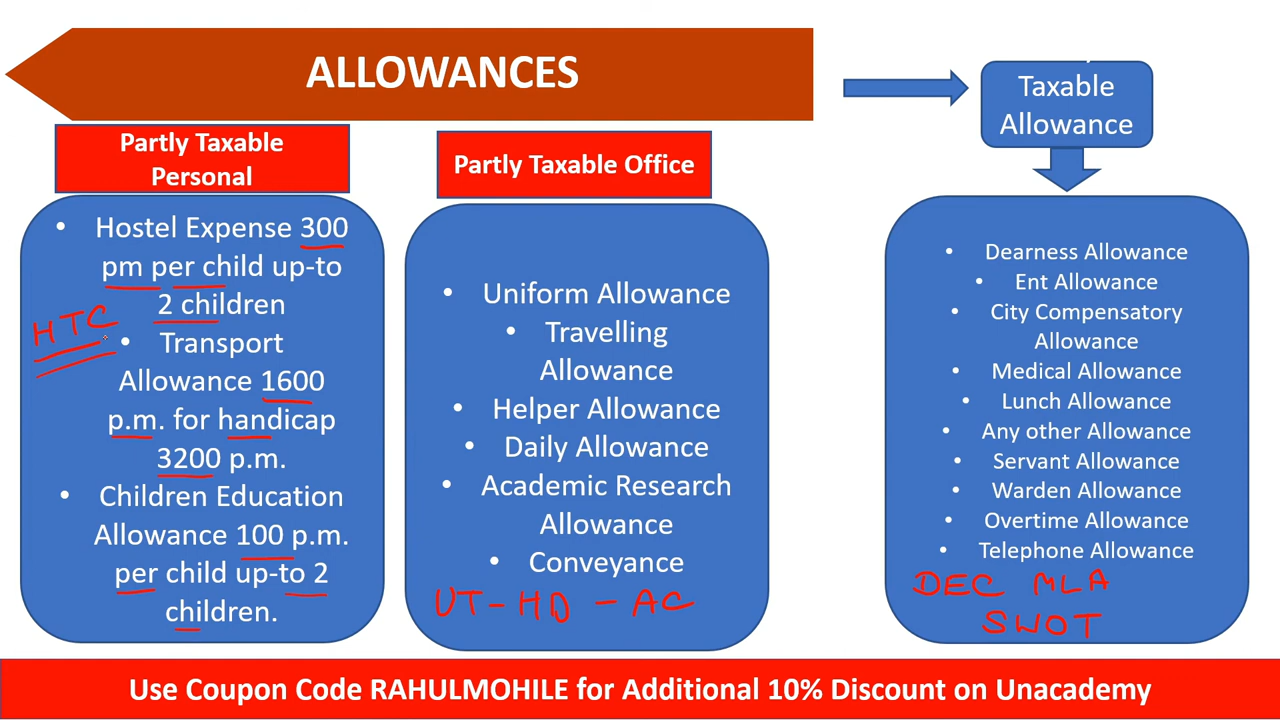 ALLOWANCES
Partly Taxable
Personal
• Hostel Expense 300
pm per child up-to
2 children
HTC
• Transport
Allowance 1600
p.m. for handicap
3200 p.m.
• Children Education
Allowance 100 p.m.
per child up-to 2
children.
Partly Taxable Office
• Uniform Allowance
• Travelling
Allowance
• Helper Allowance
• Daily Allowance
• Academic Research
Allowance
• Conveyance
UT-HD-AC
Taxable
Allowance
• Dearness Allowance
• Ent Allowance
• City Compensatory
Allowance
• Medical Allowance
• Lunch Allowance
• Any other Allowance
• Servant Allowance
• Warden Allowance
• Overtime Allowance
• Telephone Allowance
DEC MLA
SWOT
Use Coupon Code RAHULMOHILE for Additional 10% Discount on Unacademy